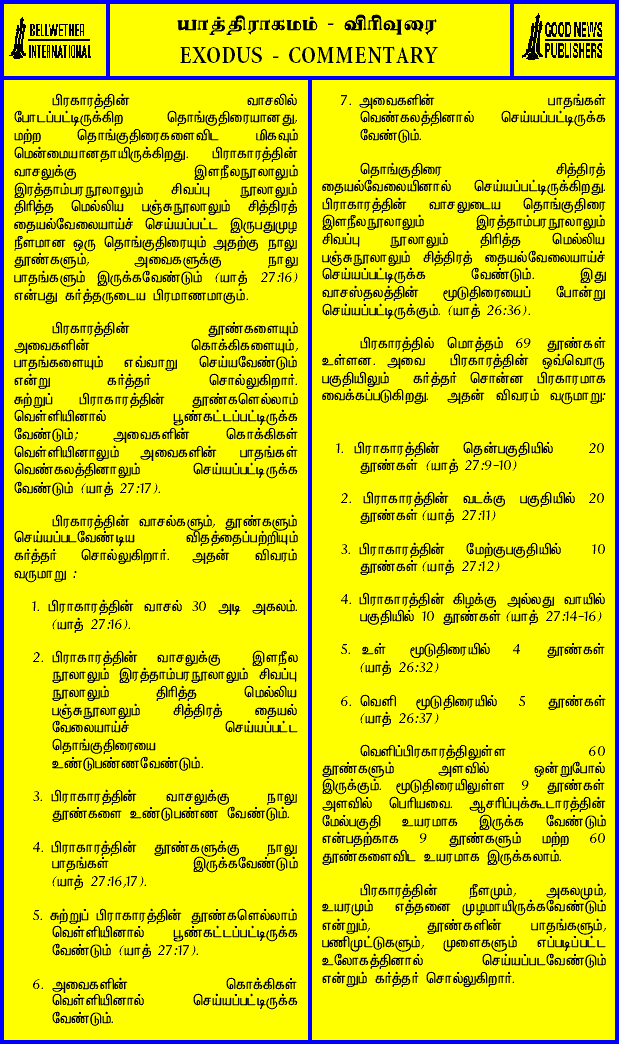 BELLWETHER
INTERNATIONAL
யாத்திராகமம் - விரிவுரை
EXODUS - COMMENTARY
GOOD NEWS
PUBLISHERS
பிரகாரத்தின் வாசலில்
போடப்பட்டிருக்கிற தொங்குதிரையானது,
மற்ற தொங்குதிரைகளைவிட மிகவும்
மென்மையானதாயிருக்கிறது. பிராகாரத்தின்
வாசலுக்கு இளநீலநூலாலும்
இரத்தாம்பரநூலாலும் சிவப்பு நூலாலும்
திரித்த மெல்லிய பஞ்சுநூலாலும் சித்திரத்
தையல்வேலையாய்ச் செய்யப்பட்ட இருபதுமுழ
நீளமான ஒரு தொங்குதிரையும் அதற்கு நாலு
தூண்களும், அவைகளுக்கு நாலு
பாதங்களும் இருக்கவேண்டும் (யாத் 27:16)
என்பது கர்த்தருடைய பிரமாணமாகும்.
பிரகாரத்தின் தூண்களையும்
அவைகளின் கொக்கிகளையும்,
பாதங்களையும் எவ்வாறு செய்யவேண்டும்
என்று கர்த்தர் சொல்லுகிறார்.
சுற்றுப் பிராகாரத்தின் தூண்களெல்லாம்
வெள்ளியினால் பூண்கட்டப்பட்டிருக்க
வேண்டும்; அவைகளின் கொக்கிகள்
வெள்ளியினாலும் அவைகளின் பாதங்கள்
வெண்கலத்தினாலும் செய்யப்பட்டிருக்க
வேண்டும் (யாத் 27:17).
பிரகாரத்தின் வாசல்களும், தூண்களும்
செய்யப்படவேண்டிய விதத்தைப்பற்றியும்
கர்த்தர் சொல்லுகிறார். அதன் விவரம்
வருமாறு :
1. பிராகாரத்தின் வாசல் 30 அடி அகலம்.
(யாத் 27:16).
2. பிராகாரத்தின் வாசலுக்கு இளநீல
நூலாலும் இரத்தாம்பரநூலாலும் சிவப்பு
நூலாலும் திரித்த மெல்லிய
பஞ்சுநூலாலும் சித்திரத் தையல்
வேலையாய்ச் செய்யப்பட்ட
தொங்குதிரையை
உண்டுபண்ணவேண்டும்.
3. பிராகாரத்தின் வாசலுக்கு நாலு
தூண்களை உண்டுபண்ண வேண்டும்.
4. பிராகாரத்தின் தூண்களுக்கு நாலு
பாதங்கள் இருக்கவேண்டும்
(யாத் 27:16,17).
5. சுற்றுப் பிராகாரத்தின் தூண்களெல்லாம்
வெள்ளியினால் பூண்கட்டப்பட்டிருக்க
வேண்டும் (யாத் 27:17).
6. அவைகளின் கொக்கிகள்
வெள்ளியினால் செய்யப்பட்டிருக்க
வேண்டும்.
7. அவைகளின் பாதங்கள்
வெண்கலத்தினால் செய்யப்பட்டிருக்க
வேண்டும்.
தொங்குதிரை சித்திரத்
தையல்வேலையினால் செய்யப்பட்டிருக்கிறது.
பிராகாரத்தின் வாசலுடைய தொங்குதிரை
இளநீலநூலாலும் இரத்தாம்பரநூலாலும்
சிவப்பு நூலாலும் திரித்த மெல்லிய
பஞ்சுநூலாலும் சித்திரத் தையல்வேலையாய்ச்
செய்யப்பட்டிருக்க வேண்டும். இது
வாசஸ்தலத்தின் மூடுதிரையைப் போன்று
செய்யப்பட்டிருக்கும். (யாத் 26:36).
பிரகாரத்தில் மொத்தம் 69 தூண்கள்
உள்ளன. அவை பிரகாரத்தின் ஒவ்வொரு
பகுதியிலும் கர்த்தர் சொன்ன பிரகாரமாக
வைக்கப்படுகிறது. அதன் விவரம் வருமாறு:
1. பிராகாரத்தின் தென்பகுதியில் 20
தூண்கள் (யாத் 27:9-10)
2. பிராகாரத்தின் வடக்கு பகுதியில் 20
தூண்கள் (யாத் 27:11)
3. பிராகாரத்தின் மேற்குபகுதியில் 10
தூண்கள் (யாத் 27:12)
4. பிராகாரத்தின் கிழக்கு அல்லது வாயில்
பகுதியில் 10 தூண்கள் (யாத் 27:14-16)
5. உள் மூடுதிரையில் 4 தூண்கள்
(யாத் 26:32)
6. வெளி மூடுதிரையில் 5 தூண்கள்
(யாத் 26:37)
வெளிப்பிரகாரத்திலுள்ள 60
தூண்களும் அளவில் ஒன்றுபோல்
இருக்கும். மூடுதிரையிலுள்ள 9 தூண்கள்
அளவில் பெரியவை. ஆசரிப்புக்கூடாரத்தின்
மேல்பகுதி உயரமாக இருக்க வேண்டும்
என்பதற்காக 9 தூண்களும் மற்ற 60
தூண்களைவிட உயரமாக இருக்கலாம்.
பிரகாரத்தின் நீளமும், அகலமும்,
உயரமும் எத்தனை முழமாயிருக்கவேண்டும்
என்றும், தூண்களின் பாதங்களும்,
பணிமுட்டுகளும், முளைகளும் எப்படிப்பட்ட
உலோகத்தினால் செய்யப்படவேண்டும்
என்றும் கர்த்தர் சொல்லுகிறார்.